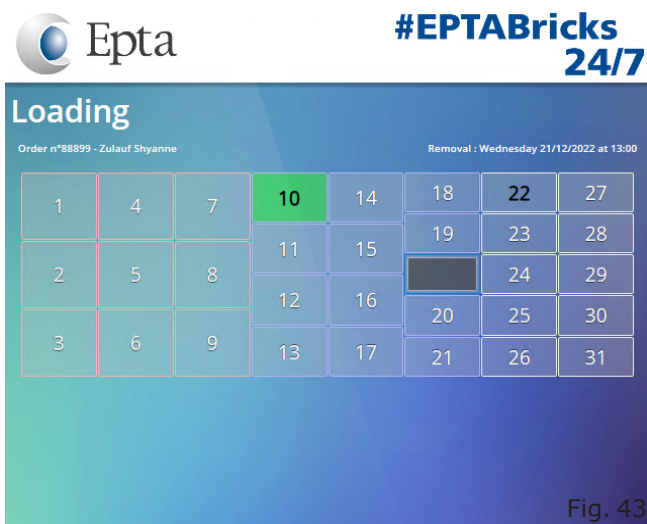 Epta
#EPTABricks
24/7
Loading
Order n°88899 - Zulauf Shyanne
Removal : Wednesday 21/12/2022 at 13:00
1 4 7 10 14 18 22 27
11 15 19 23 28
2 5 8 24 29
12 16 20 25 30
3 6 9 13 17 21 26 31
Fig. 43